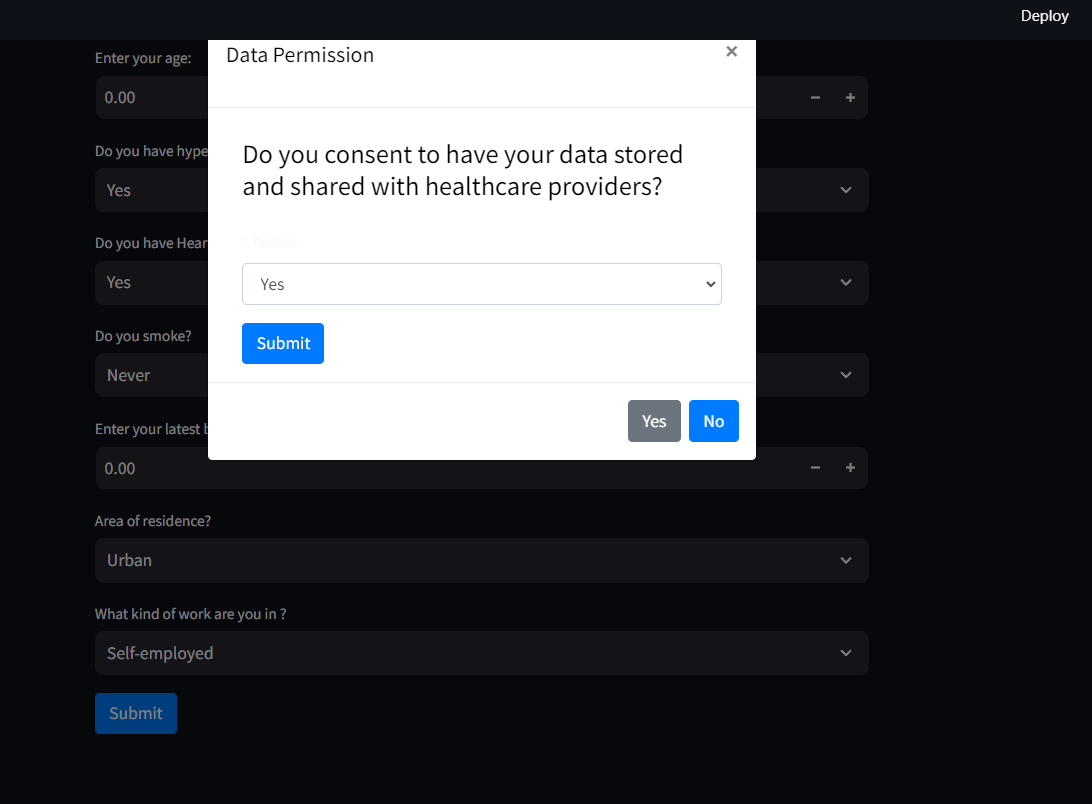 Deploy
Data Permission
×
Enter your age:
0.00
Do you have hype
Yes
Do you have Hear
Yes
Do you smoke?
Never
Enter your latest b
0.00
Do you consent to have your data stored
and shared with healthcare providers?
Choose:
Yes
Submit
Yes No
Area of residence?
Urban
What kind of work are you in ?
Self-employed
Submit